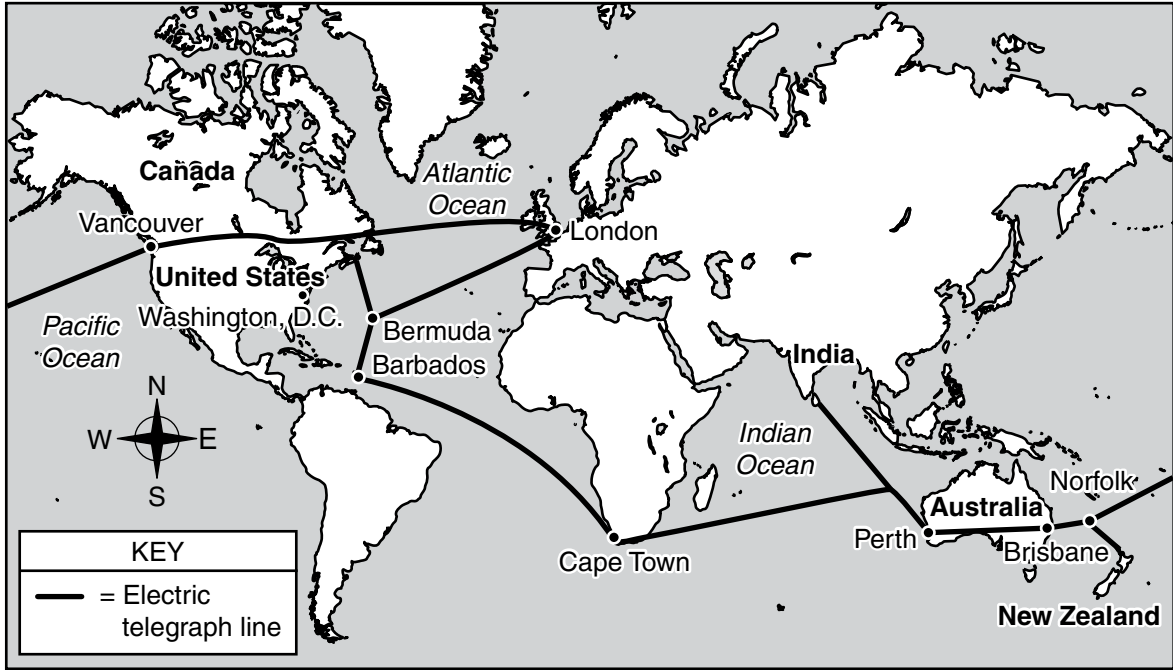 Canada
Atlantic
Ocean
Vancouver
London
United States
Washington, D.C.
Pacific
Ocean
Bermuda
Barbados
India
N
W
E
S
Indian
Ocean
Norfolk
Australia
Perth
Brisbane
Cape Town
New Zealand
KEY
= Electric
telegraph line